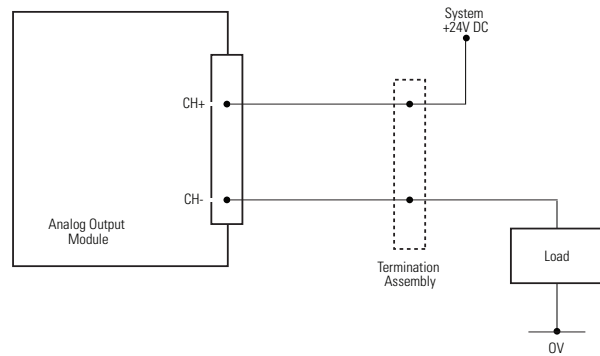 System
+24V DC
CH+
CH-
Analog Output
Module
Termination
Assembly
Load
0V